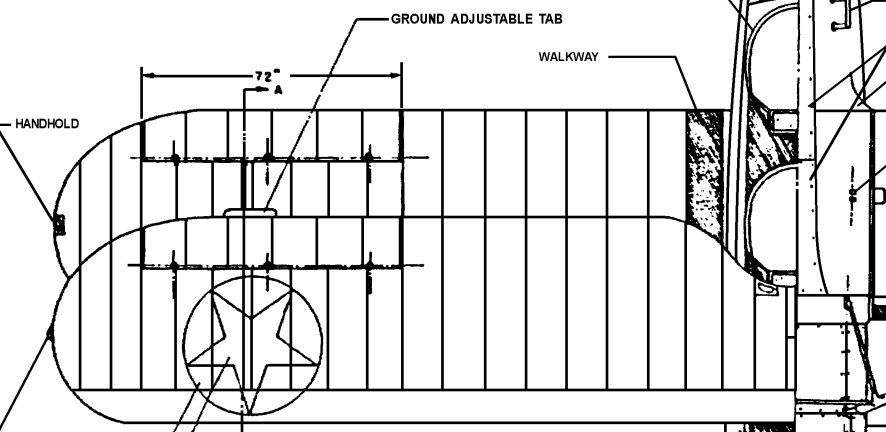 GROUND ADJUSTABLE TAB
WALKWAY
72"
A
HANDHOLD